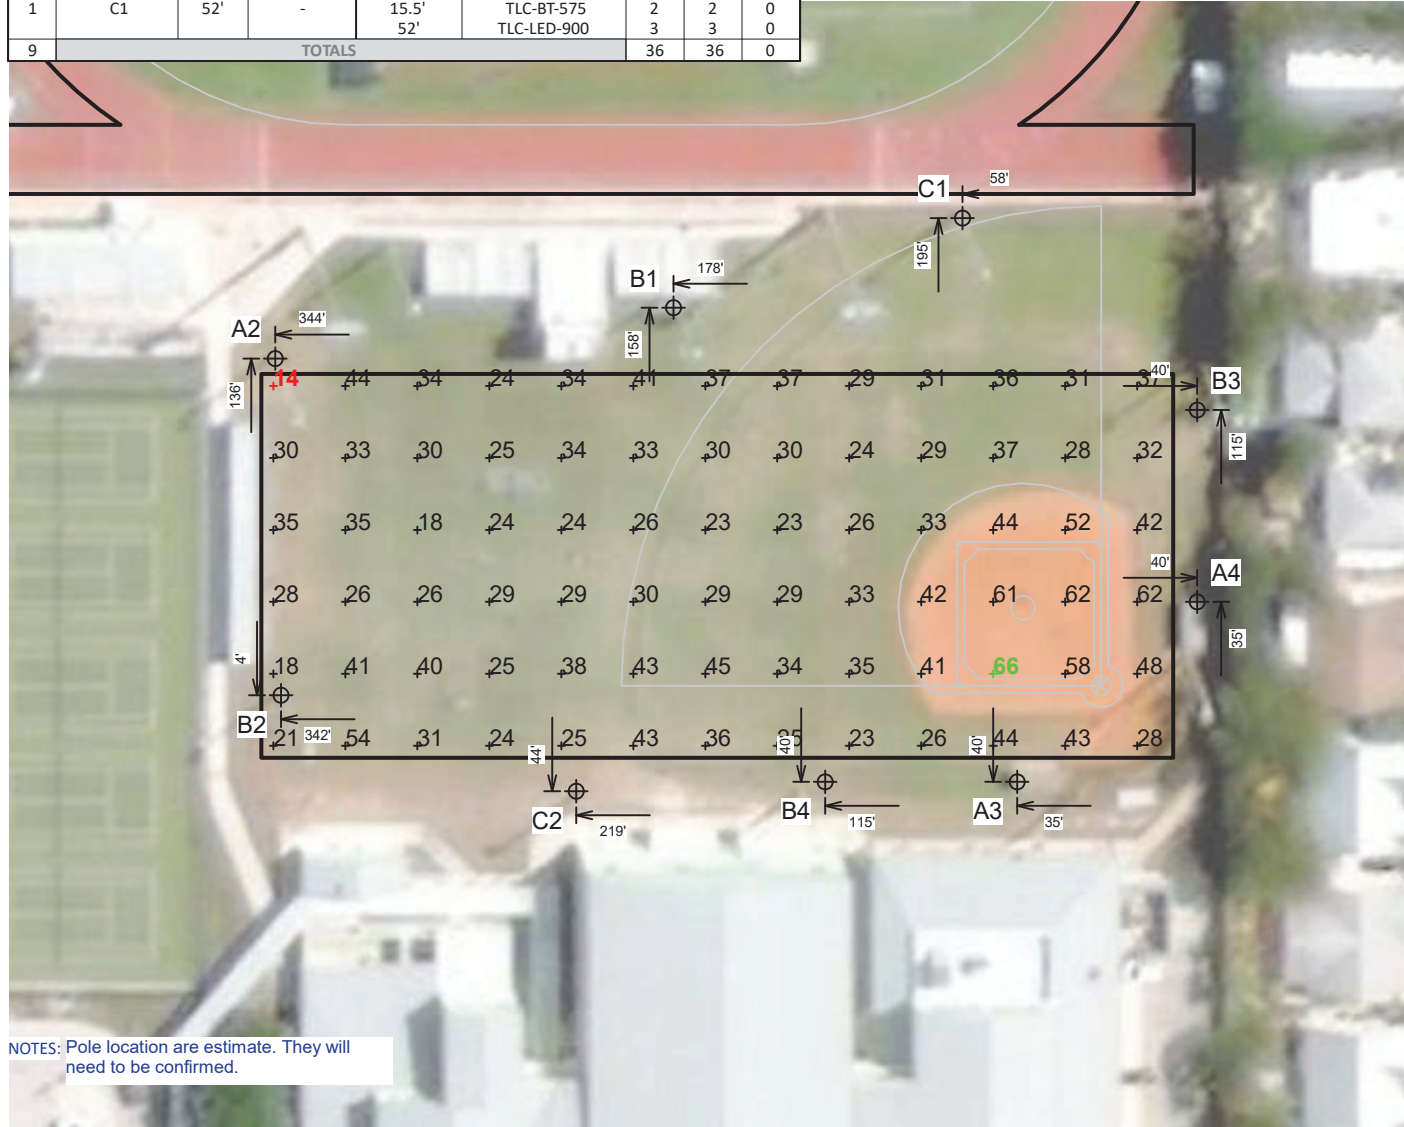 1 C1 52' - 15.5' TLC-BT-575 2 2 0
52' TLC-LED-900 3 3 0
9 TOTALS 36 36 0
C1 58'
195'
B1 178'
158'
A2 344'
136'
14 44 34 24 34 41 37 37 29 31 36 31 37
40' B3
115'
30 33 30 25 34 33 30 30 24 29 37 28 32
35 35 18 24 24 26 23 23 26 33 44 52 42
40' A4
28 26 26 29 29 30 29 29 33 42 61 62 62
35'
4'
18 41 40 25 38 43 45 34 35 41 66 58 48
B2 342'
21 54 31 24 25 43 36 35 23 26 44 43 28
44' 40' 40'
C2 219'
B4 115'
A3 35'
NOTES: Pole location are estimate. They will
need to be confirmed.